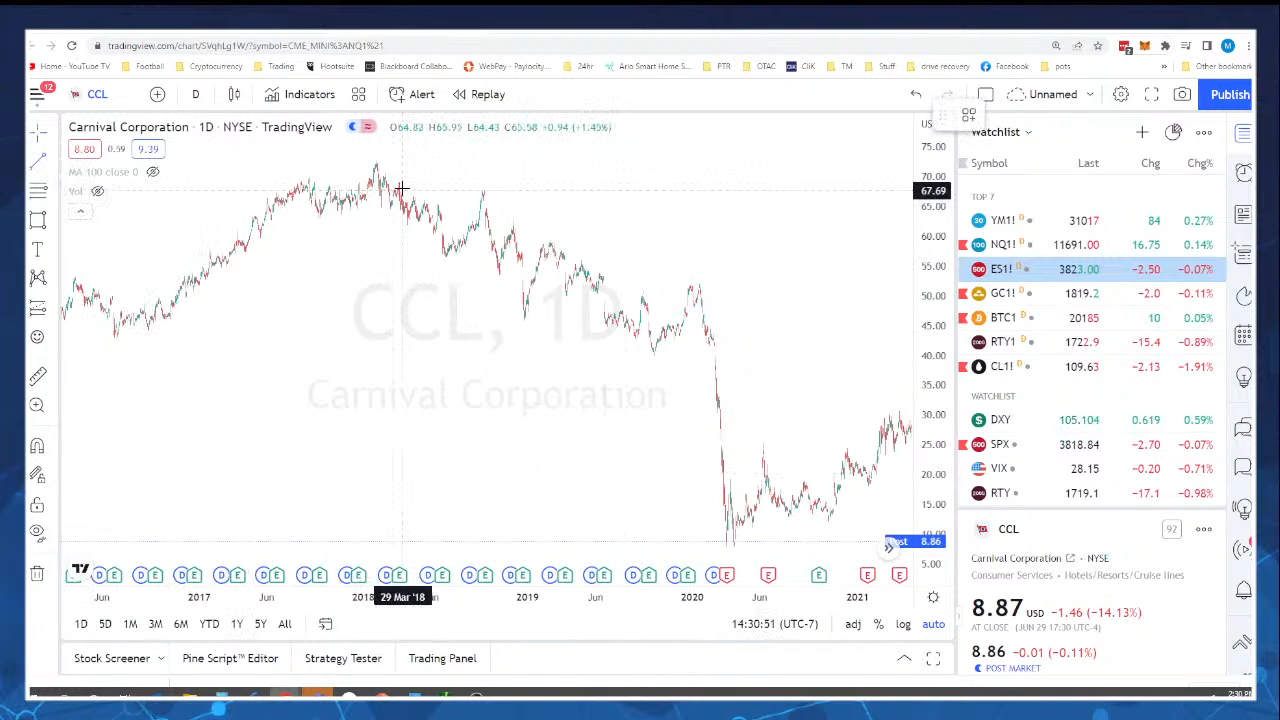 tradingview.com/chart/SVqhLg1W/?symbol=CME_MINI%3ANQ1%21
Home - YouTube TV Football Cryptocurrency Trading Hootsuite Blackboard Collabo... WebPay - Paylocity... 24hr Ario Smart Home S... PTR OTAC CliK TM Stuff drive recovery Facebook pots » Other bookmark
12 CCL D Indicators Alert Replay Unnamed Publish
Carnival Corporation · 1D · NYSE · TradingView O64.83 H65.95 L64.43 C65.58 +0.94 (+1.45%)
8.80 0.59 9.39
MA 100 close 0
Vol
CCL, 1D
Carnival Corporation
75.00
70.00
67.69
65.00
60.00
55.00
50.00
45.00
40.00
35.00
30.00
25.00
20.00
15.00
10.00
8.86
5.00
D E D E D E D E D E D E D E D E D E D E D E D E D E D E D E E E E E
Jun 2017 Jun 2018 29 Mar '18 Jun 2019 Jun 2020 Jun 2021
1D 5D 1M 3M 6M YTD 1Y 5Y All 14:30:51 (UTC-7) adj % log auto
Stock Screener Pine Script™ Editor Strategy Tester Trading Panel
Watchlist
Symbol Last Chg Chg%
TOP 7
YM1! D 31017 84 0.27%
NQ1! D 11691.00 16.75 0.14%
ES1! D 3823.00 −2.50 −0.07%
GC1! D 1819.2 −2.0 −0.11%
BTC1 D 20185 10 0.05%
RTY1 D 1722.9 −15.4 −0.89%
CL1! D 109.63 −2.13 −1.91%
WATCHLIST
DXY 105.104 0.619 0.59%
SPX 3818.84 −2.70 −0.07%
VIX 28.15 −0.20 −0.71%
RTY 1719.1 −17.1 −0.98%
CCL 92
Carnival Corporation · NYSE
Consumer Services · Hotels/Resorts/Cruise lines
8.87 USD −1.46 (−14.13%)
AT CLOSE (JUN 29 17:30 UTC-4)
8.86 −0.01 (−0.11%)
POST MARKET